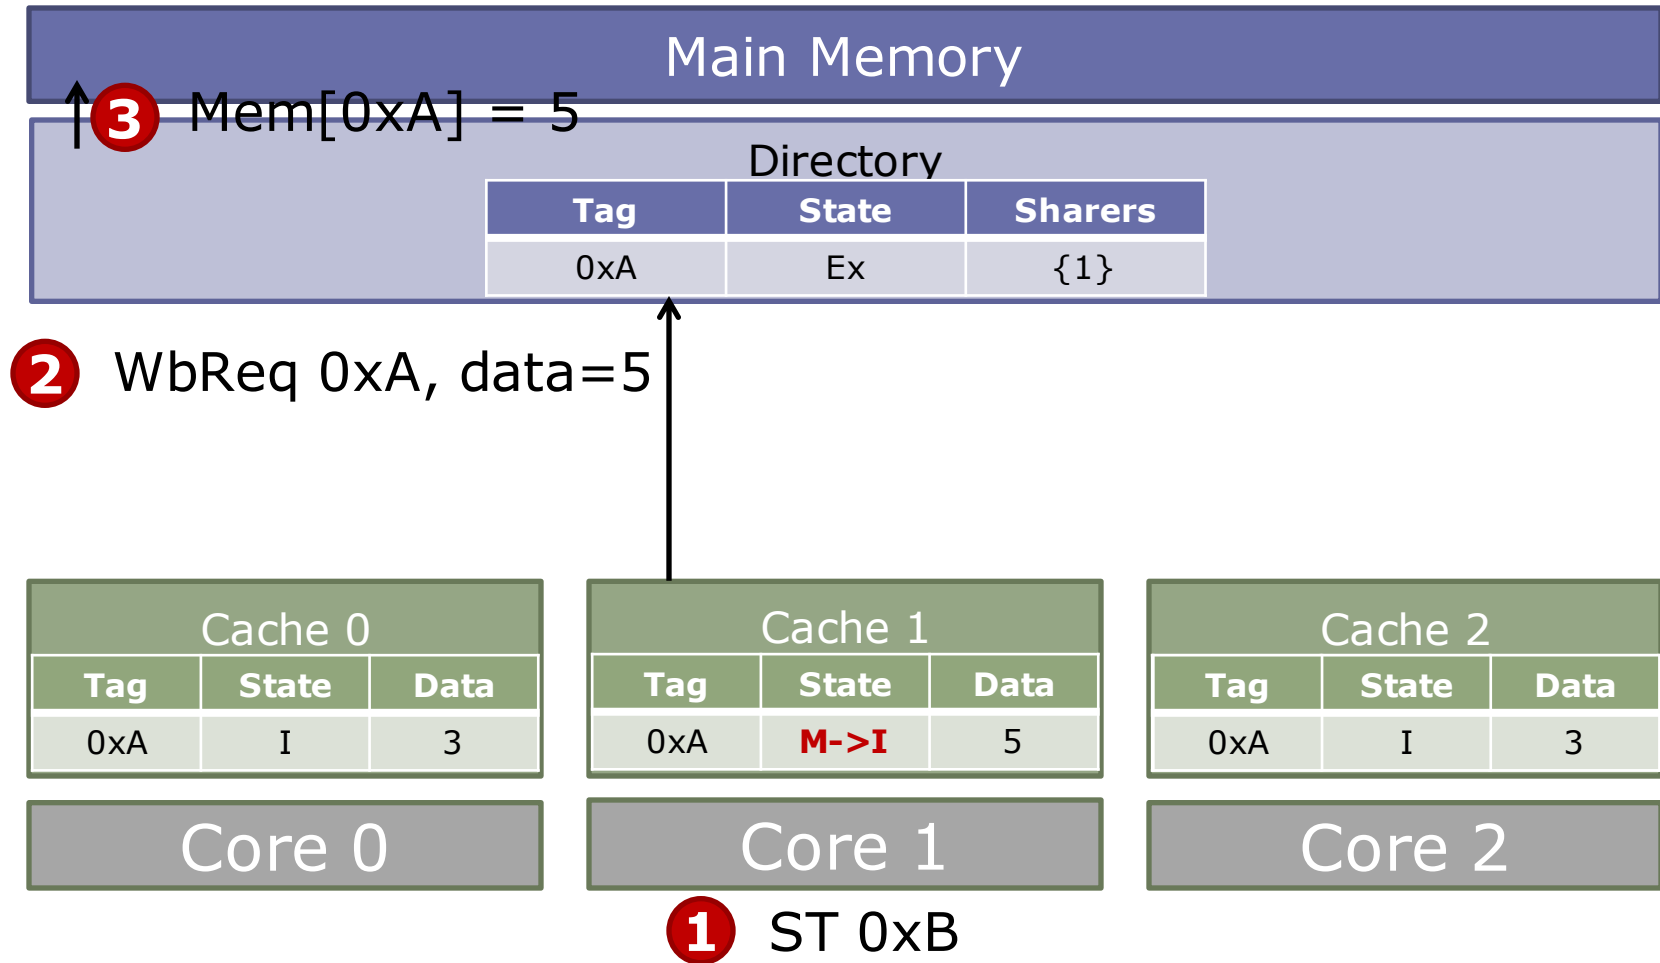 Main Memory
3 Mem[0xA] = 5
Directory
Tag State Sharers
0xA Ex {1}
2 WbReq 0xA, data=5
Cache 0 Cache 1 Cache 2
Tag State Data Tag State Data Tag State Data
0xA I 3 0xA M->I 5 0xA I 3
Core 0 Core 1 Core 2
1 ST 0xB